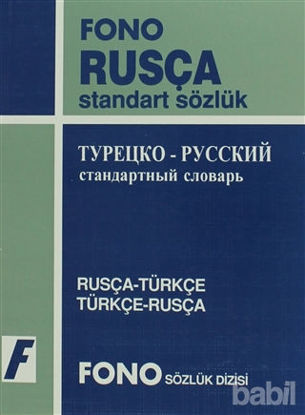 FONO
RUSÇA
standart sözlük
ТУРЕЦКО - РУССКИЙ
стандартный словарь
RUSÇA-TÜRKÇE
TÜRKÇE-RUSÇA
F
FONO SÖZLÜK DİZİSİ
babil